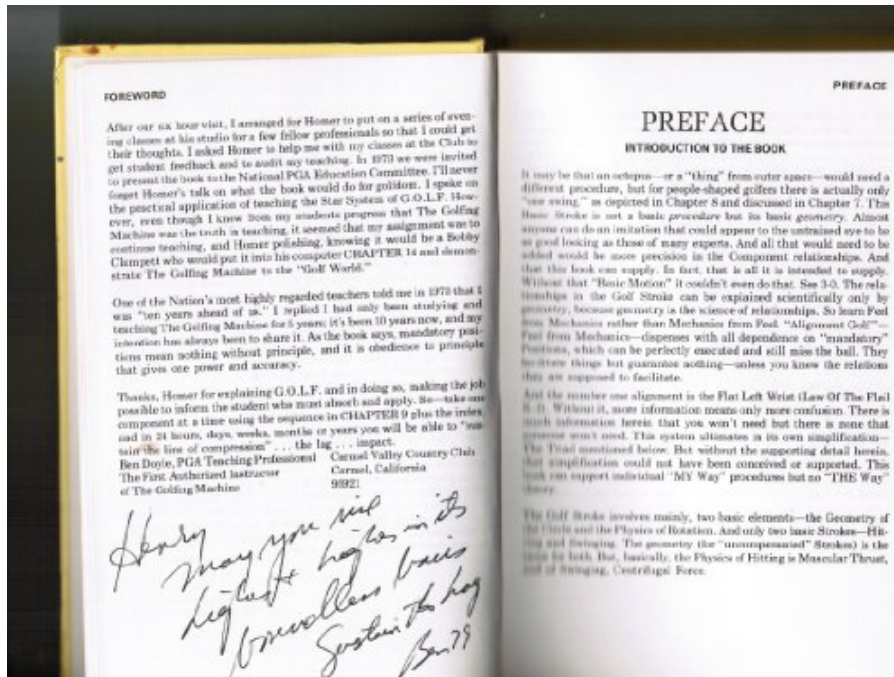 FOREWORD
After our six hour visit, I arranged for Homer to put on a series of even-
ing classes at his studio for a few fellow professionals so that I could get
their thoughts. I asked Homer to help me with my classes at the Club to
get student feedback and to audit my teaching. In 1973 we were invited
to present the book to the National PGA Education Committee. I'll never
forget Homer's talk on what the book would do for golfdom. I spoke on
the practical application of teaching the Star System of G.O.L.F. How-
ever, even though I knew from my students progress that The Golfing
Machine was the truth in teaching, it seemed that my assignment was to
continue teaching, and Homer polishing, knowing it would be a Bobby
Clampett who would put it into his computer CHAPTER 14 and demon-
strate The Golfing Machine to the "Golf World."
One of the Nation's most highly regarded teachers told me in 1973 that I
was "ten years ahead of us." I replied I had only been studying and
teaching The Golfing Machine for 5 years; it's been 10 years now, and my
intention has always been to share it. As the book says, mandatory posi-
tions mean nothing without principle, and it is obedience to principle
that gives one power and accuracy.
Thanks, Homer for explaining G.O.L.F. and in doing so, making the job
possible to inform the student who must absorb and apply. So—take one
component at a time using the sequence in CHAPTER 9 plus the index,
and in 24 hours, days, weeks, months or years you will be able to "sus-
tain the line of compression" . . . the lag . . . impact.
Ben Doyle, PGA Teaching Professional Carmel Valley Country Club
The First Authorized Instructor Carmel, California
of The Golfing Machine 93921
Henry
may you
highest & higher in its
Sustain the lag
Ben 79
PREFACE
PREFACE
INTRODUCTION TO THE BOOK
It may be that an octopus—or a "thing" from outer space—would need a
different procedure, but for people-shaped golfers there is actually only
"one swing," as depicted in Chapter 8 and discussed in Chapter 7. This
Basic Stroke is not a basic procedure but its basic geometry. Almost
anyone can do an imitation that could appear to the untrained eye to be
as good looking as those of many experts. And all that would need to be
added would be more precision in the Component relationships. And
that this book can supply. In fact, that is all it is intended to supply.
Without that "Basic Motion" it couldn't even do that. See 3-0. The rela-
tionships in the Golf Stroke can be explained scientifically only by
geometry, because geometry is the science of relationships. So learn Feel
from Mechanics rather than Mechanics from Feel. "Alignment Golf"—
Feel from Mechanics—dispenses with all dependence on "mandatory"
Positions, which can be perfectly executed and still miss the ball. They
facilitate things but guarantee nothing—unless you know the relations
they are supposed to facilitate.
And the number one alignment is the Flat Left Wrist (Law Of The Flail
Without it, more information means only more confusion. There is
much information herein that you won't need but there is none that
someone won't need. This system ultimates in its own simplification—
The Triad mentioned below. But without the supporting detail herein,
that simplification could not have been conceived or supported. This
book can support individual "MY Way" procedures but no "THE Way"
theory.
The Golf Stroke involves mainly, two basic elements—the Geometry of
the Circle and the Physics of Rotation. And only two basic Strokes—Hit-
ting and Swinging. The geometry (for "uncompensated" Strokes) is the
same for both. But, basically, the Physics of Hitting is Muscular Thrust,
and of Swinging, Centrifugal Force.